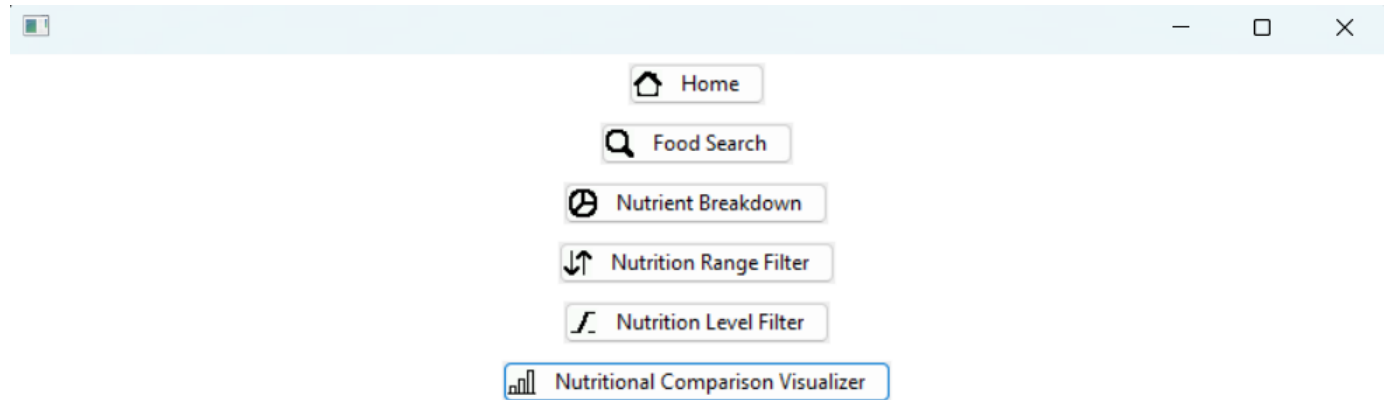 Home
Food Search
Nutrient Breakdown
Nutrition Range Filter
Nutrition Level Filter
Nutritional Comparison Visualizer